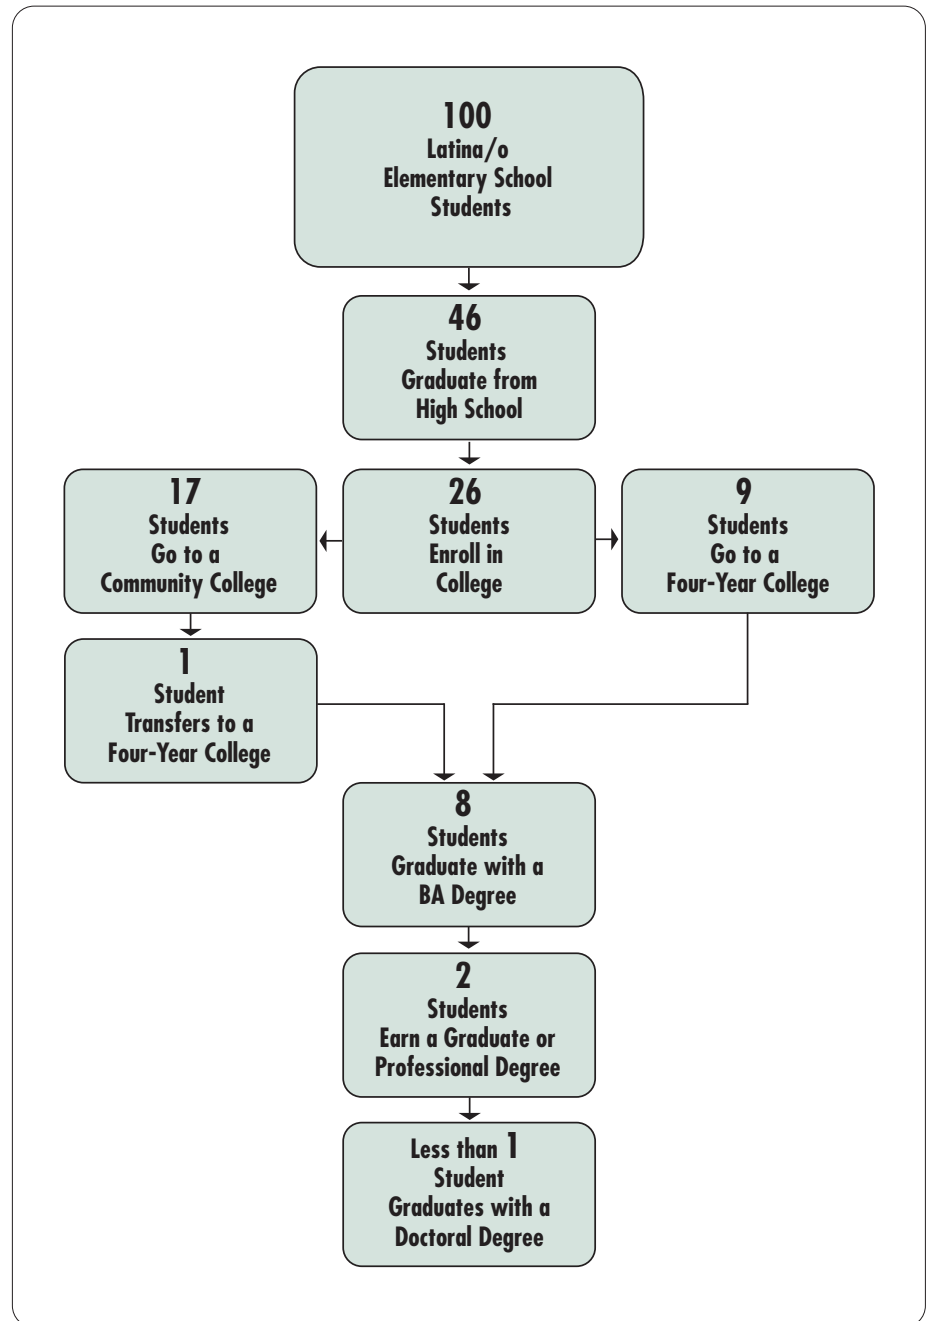 100
Latina/o
Elementary School
Students
46
Students
Graduate from
High School
17
Students
Go to a
Community College
26
Students
Enroll in
College
9
Students
Go to a
Four-Year College
1
Student
Transfers to a
Four-Year College
8
Students
Graduate with a
BA Degree
2
Students
Earn a Graduate or
Professional Degree
Less than 1
Student
Graduates with a
Doctoral Degree